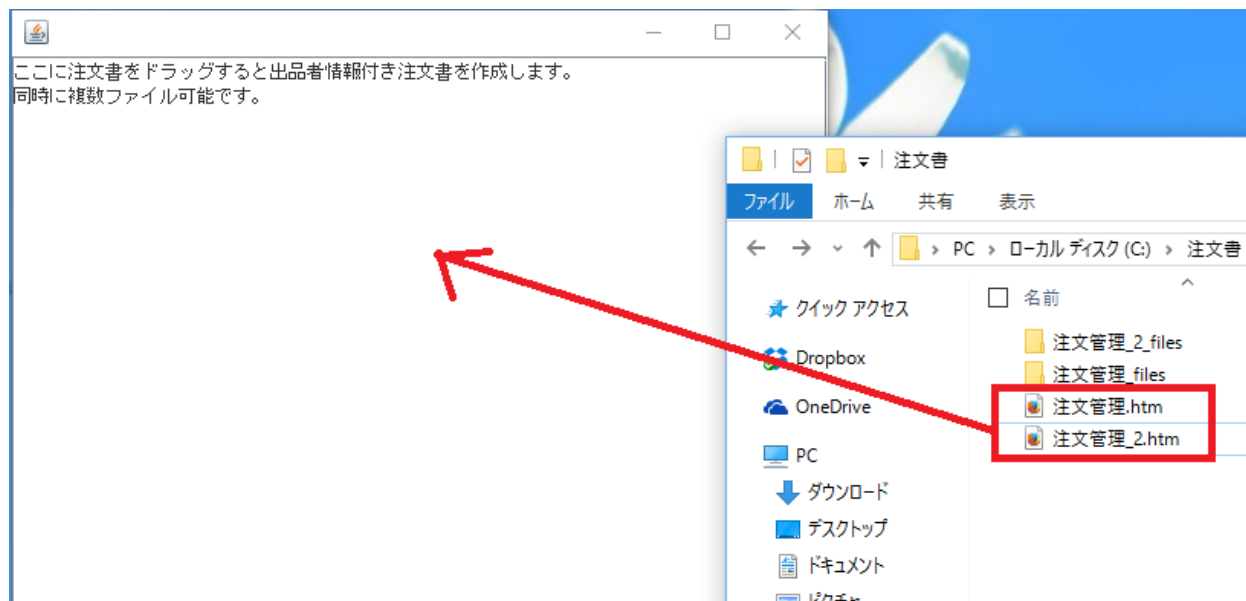 ここに注文書をドラッグすると出品者情報付き注文書を作成します。
同時に複数ファイル可能です。
注文書
ファイル ホーム 共有 表示
PC › ローカル ディスク (C:) › 注文書
クイック アクセス
Dropbox
OneDrive
PC
ダウンロード
デスクトップ
ドキュメント
ピクチャ
名前
注文管理_2_files
注文管理_files
注文管理.htm
注文管理_2.htm